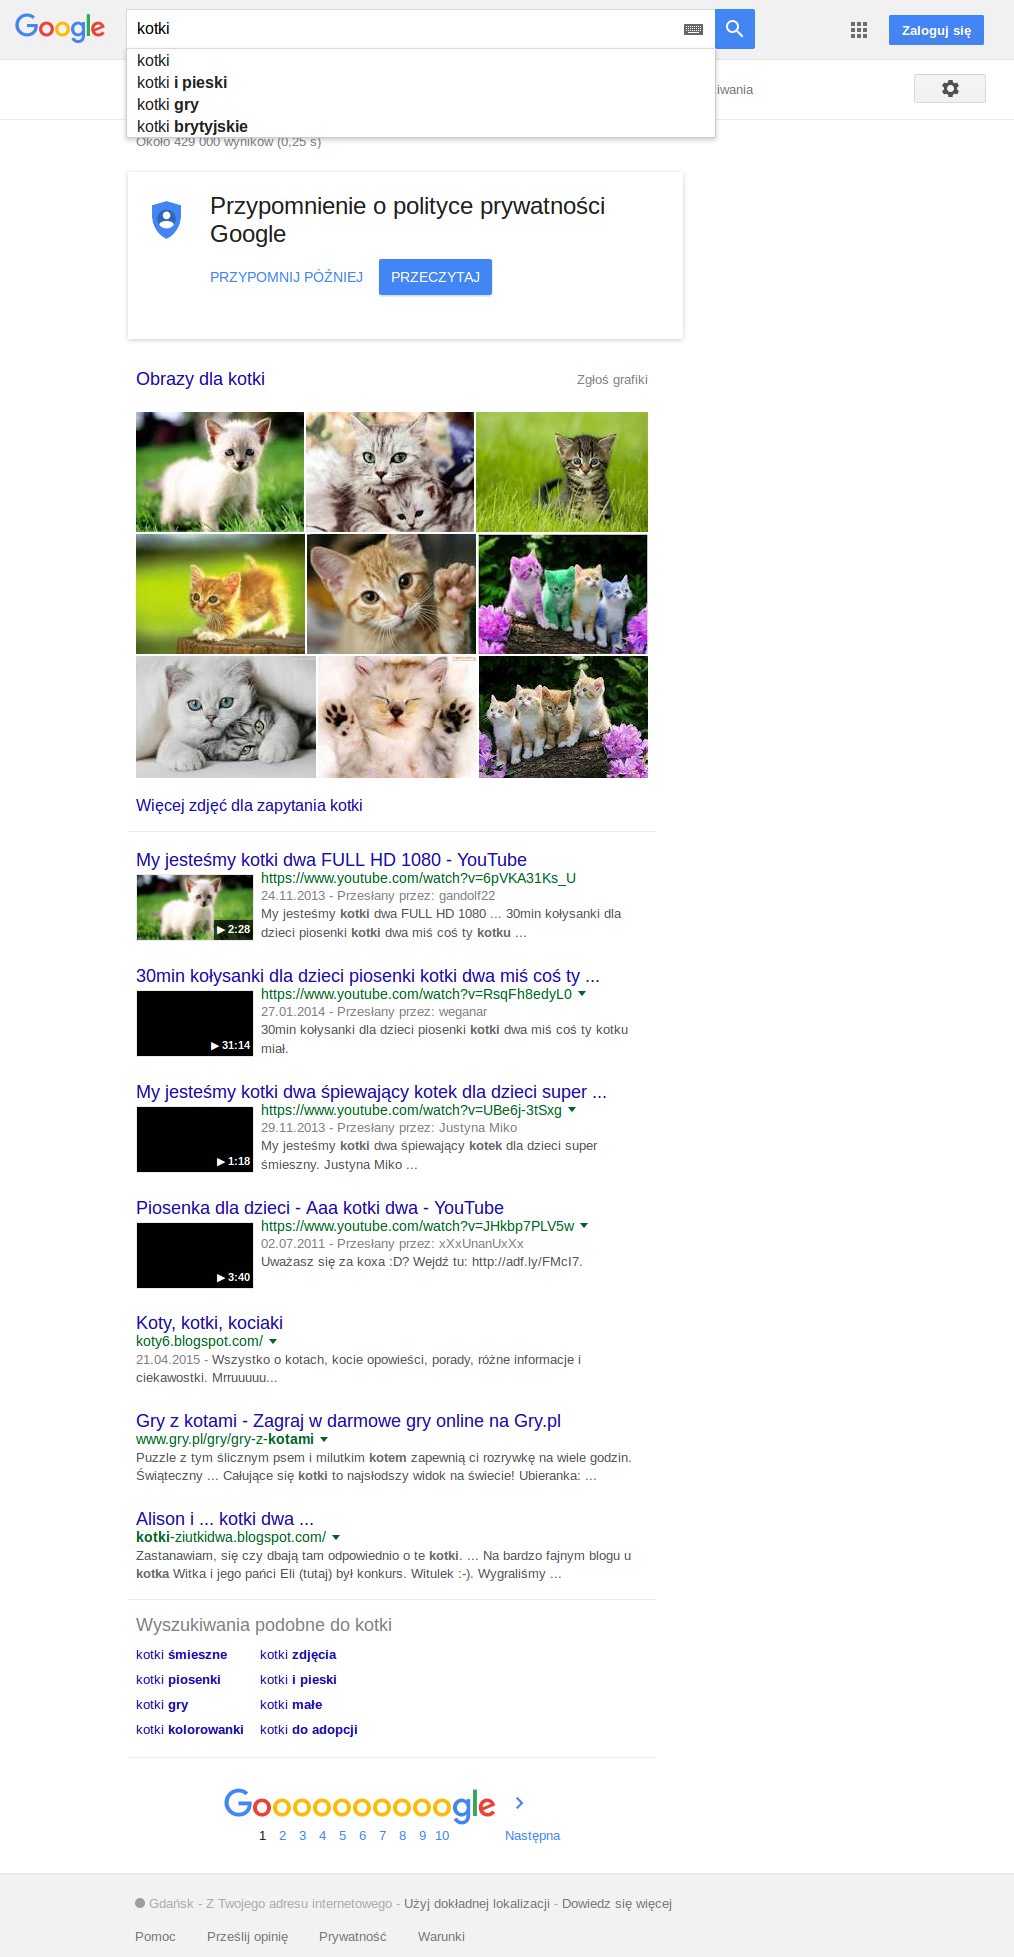 Google
kotki
Zaloguj się
kotki
kotki i pieski
kotki gry
kotki brytyjskie
Około 429 000 wyników (0,25 s)
Przypomnienie o polityce prywatności
Google
PRZYPOMNIJ PÓŹNIEJ PRZECZYTAJ
Obrazy dla kotki Zgłoś grafiki
Więcej zdjęć dla zapytania kotki
My jesteśmy kotki dwa FULL HD 1080 - YouTube
https://www.youtube.com/watch?v=6pVKA31Ks_U
24.11.2013 - Przesłany przez: gandolf22
My jesteśmy kotki dwa FULL HD 1080 ... 30min kołysanki dla
dzieci piosenki kotki dwa miś coś ty kotku ...
▶ 2:28
30min kołysanki dla dzieci piosenki kotki dwa miś coś ty ...
https://www.youtube.com/watch?v=RsqFh8edyL0
27.01.2014 - Przesłany przez: weganar
30min kołysanki dla dzieci piosenki kotki dwa miś coś ty kotku
miał.
▶ 31:14
My jesteśmy kotki dwa śpiewający kotek dla dzieci super ...
https://www.youtube.com/watch?v=UBe6j-3tSxg
29.11.2013 - Przesłany przez: Justyna Miko
My jesteśmy kotki dwa śpiewający kotek dla dzieci super
śmieszny. Justyna Miko ...
▶ 1:18
Piosenka dla dzieci - Aaa kotki dwa - YouTube
https://www.youtube.com/watch?v=JHkbp7PLV5w
02.07.2011 - Przesłany przez: xXxUnanUxXx
Uważasz się za koxa :D? Wejdź tu: http://adf.ly/FMcI7.
▶ 3:40
Koty, kotki, kociaki
koty6.blogspot.com/
21.04.2015 - Wszystko o kotach, kocie opowieści, porady, różne informacje i
ciekawostki. Mrruuuuu...
Gry z kotami - Zagraj w darmowe gry online na Gry.pl
www.gry.pl/gry/gry-z-kotami
Puzzle z tym ślicznym psem i milutkim kotem zapewnią ci rozrywkę na wiele godzin.
Świąteczny ... Całujące się kotki to najsłodszy widok na świecie! Ubieranka: ...
Alison i ... kotki dwa ...
kotki-ziutkidwa.blogspot.com/
Zastanawiam, się czy dbają tam odpowiednio o te kotki. ... Na bardzo fajnym blogu u
kotka Witka i jego pańci Eli (tutaj) był konkurs. Witulek :-). Wygraliśmy ...
Wyszukiwania podobne do kotki
kotki śmieszne kotki zdjęcia
kotki piosenki kotki i pieski
kotki gry kotki małe
kotki kolorowanki kotki do adopcji
Goooooooooogle
1 2 3 4 5 6 7 8 9 10 Następna
Gdańsk - Z Twojego adresu internetowego - Użyj dokładnej lokalizacji - Dowiedz się więcej
Pomoc Prześlij opinię Prywatność Warunki